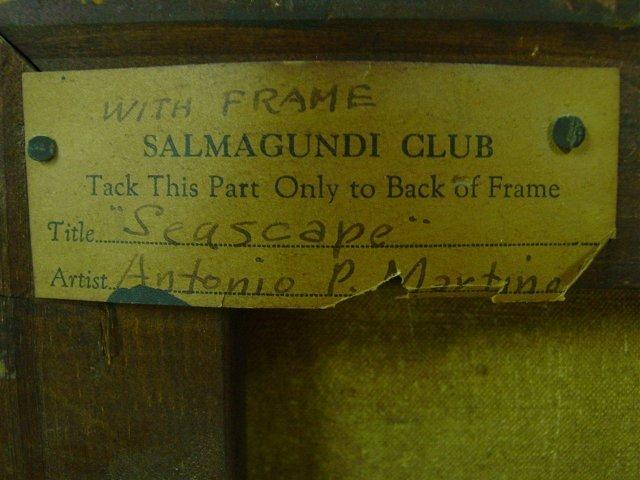 WITH FRAME
SALMAGUNDI CLUB
Tack This Part Only to Back of Frame
Title "Seascape"
Artist Antonio P. Martino